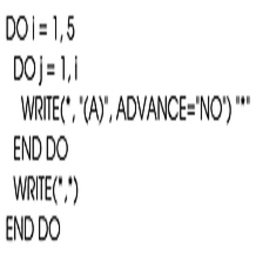 DO i = 1, 5
DO j = 1, i
WRITE(*, "(A)", ADVANCE="NO") "*"
END DO
WRITE(*,*)
END DO